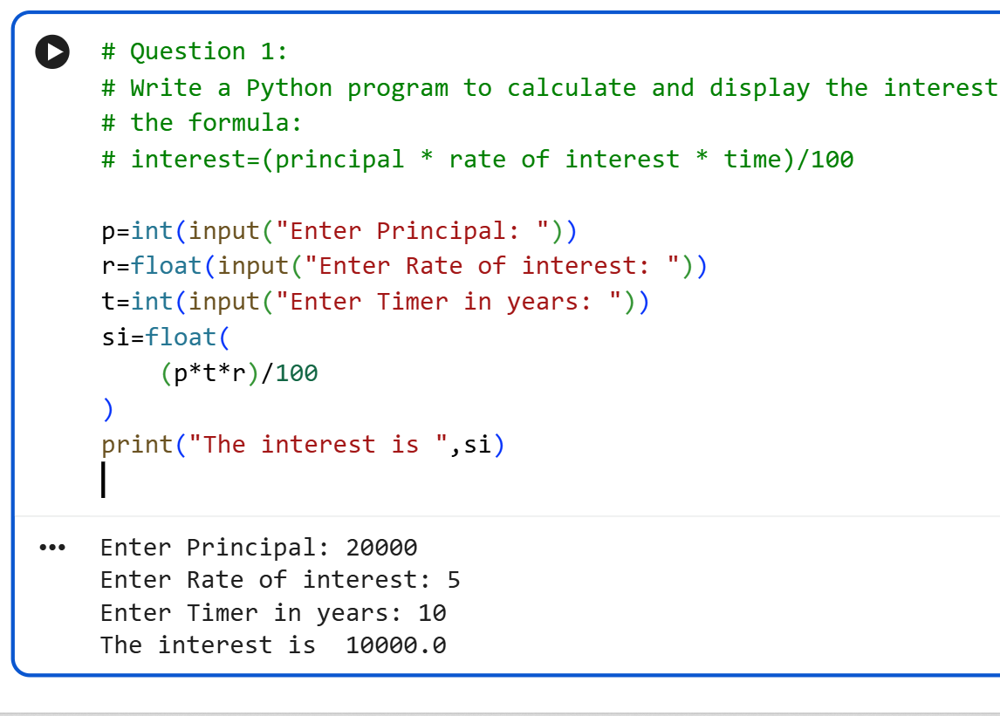 # Question 1:
# Write a Python program to calculate and display the interest
# the formula:
# interest=(principal * rate of interest * time)/100

p=int(input("Enter Principal: "))
r=float(input("Enter Rate of interest: "))
t=int(input("Enter Timer in years: "))
si=float(
    (p*t*r)/100
)
print("The interest is ",si)

Enter Principal: 20000
Enter Rate of interest: 5
Enter Timer in years: 10
The interest is  10000.0